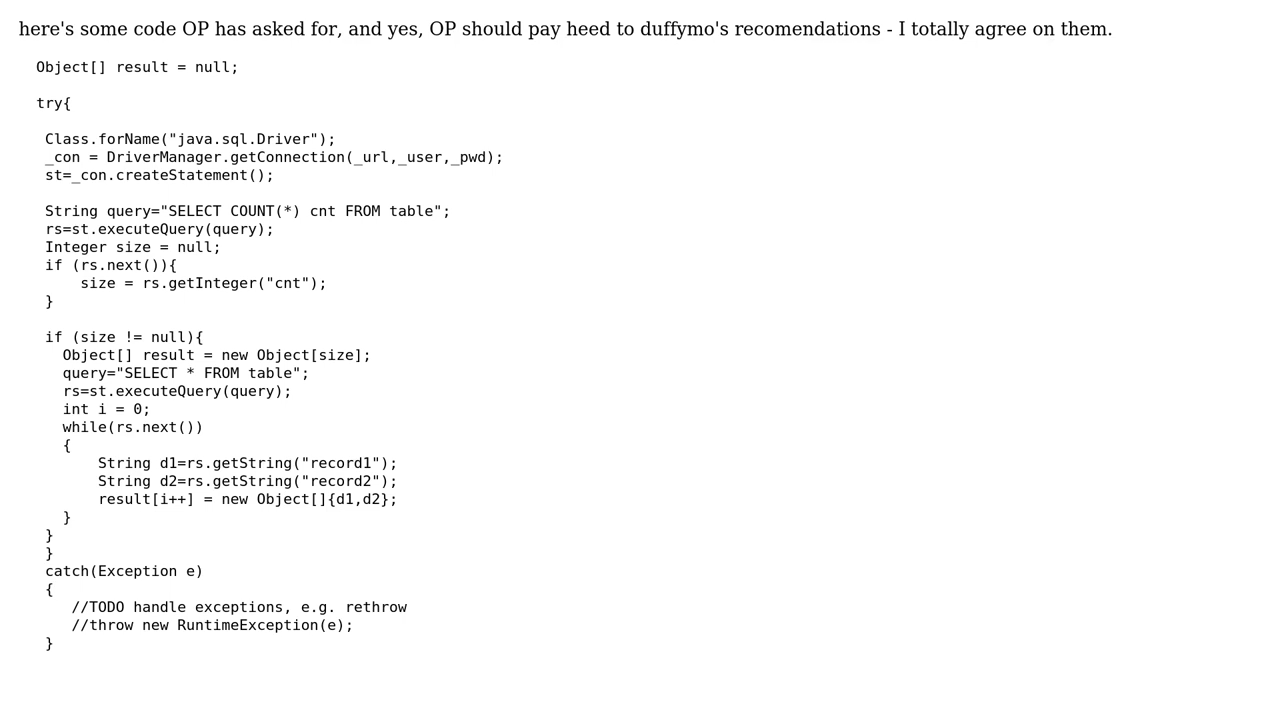 here's some code OP has asked for, and yes, OP should pay heed to duffymo's recomendations - I totally agree on them.
Object[] result = null;
try{
Class.forName("java.sql.Driver");
_con = DriverManager.getConnection(_url,_user,_pwd);
st=_con.createStatement();
String query="SELECT COUNT(*) cnt FROM table";
rs=st.executeQuery(query);
Integer size = null;
if (rs.next()){
size = rs.getInteger("cnt");
}
if (size != null){
Object[] result = new Object[size];
query="SELECT * FROM table";
rs=st.executeQuery(query);
int i = 0;
while(rs.next())
{
String d1=rs.getString("record1");
String d2=rs.getString("record2");
result[i++] = new Object[]{d1,d2};
}
}
}
catch(Exception e)
{
//TODO handle exceptions, e.g. rethrow
//throw new RuntimeException(e);
}